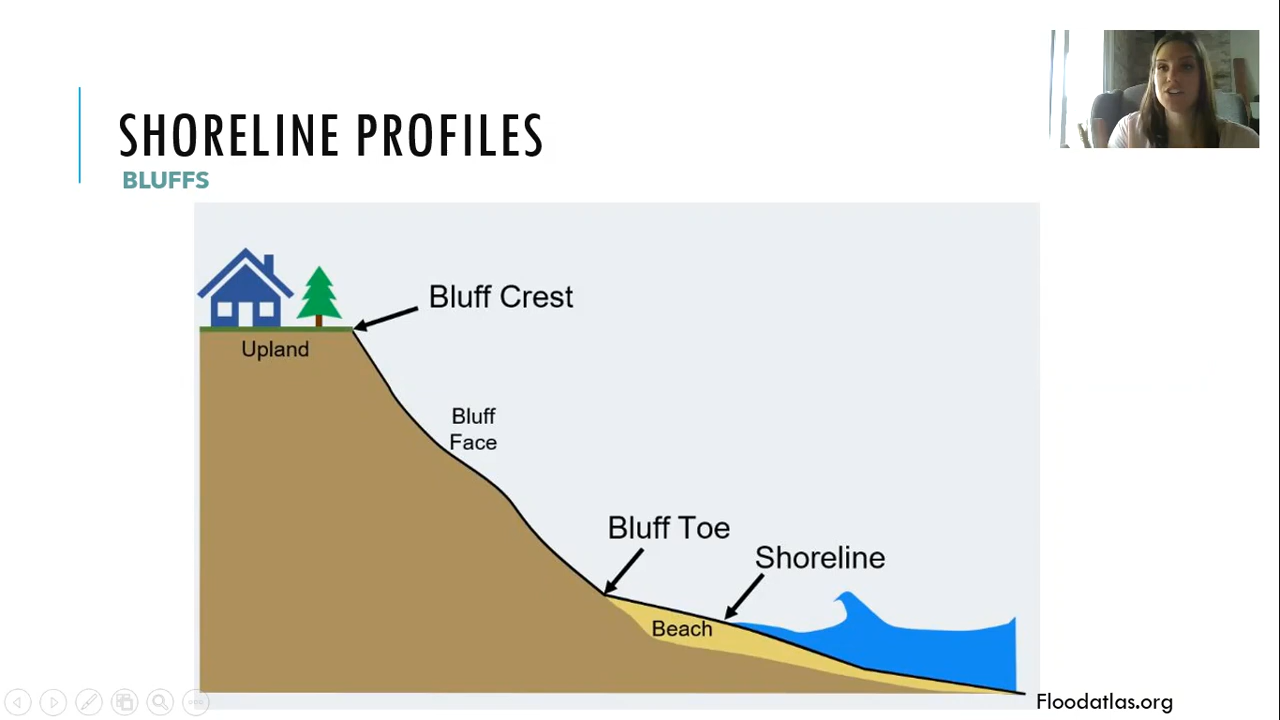 SHORELINE PROFILES
BLUFFS
Bluff Crest
Upland
Bluff
Face
Bluff Toe
Shoreline
Beach
Floodatlas.org